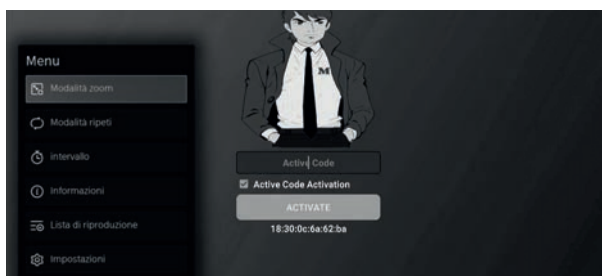 Menu
Modalità zoom
Modalità ripeti
intervallo
Informazioni
Lista di riproduzione
Impostazioni
M
Active Code
Active Code Activation
ACTIVATE
18:30:0c:6a:62:ba